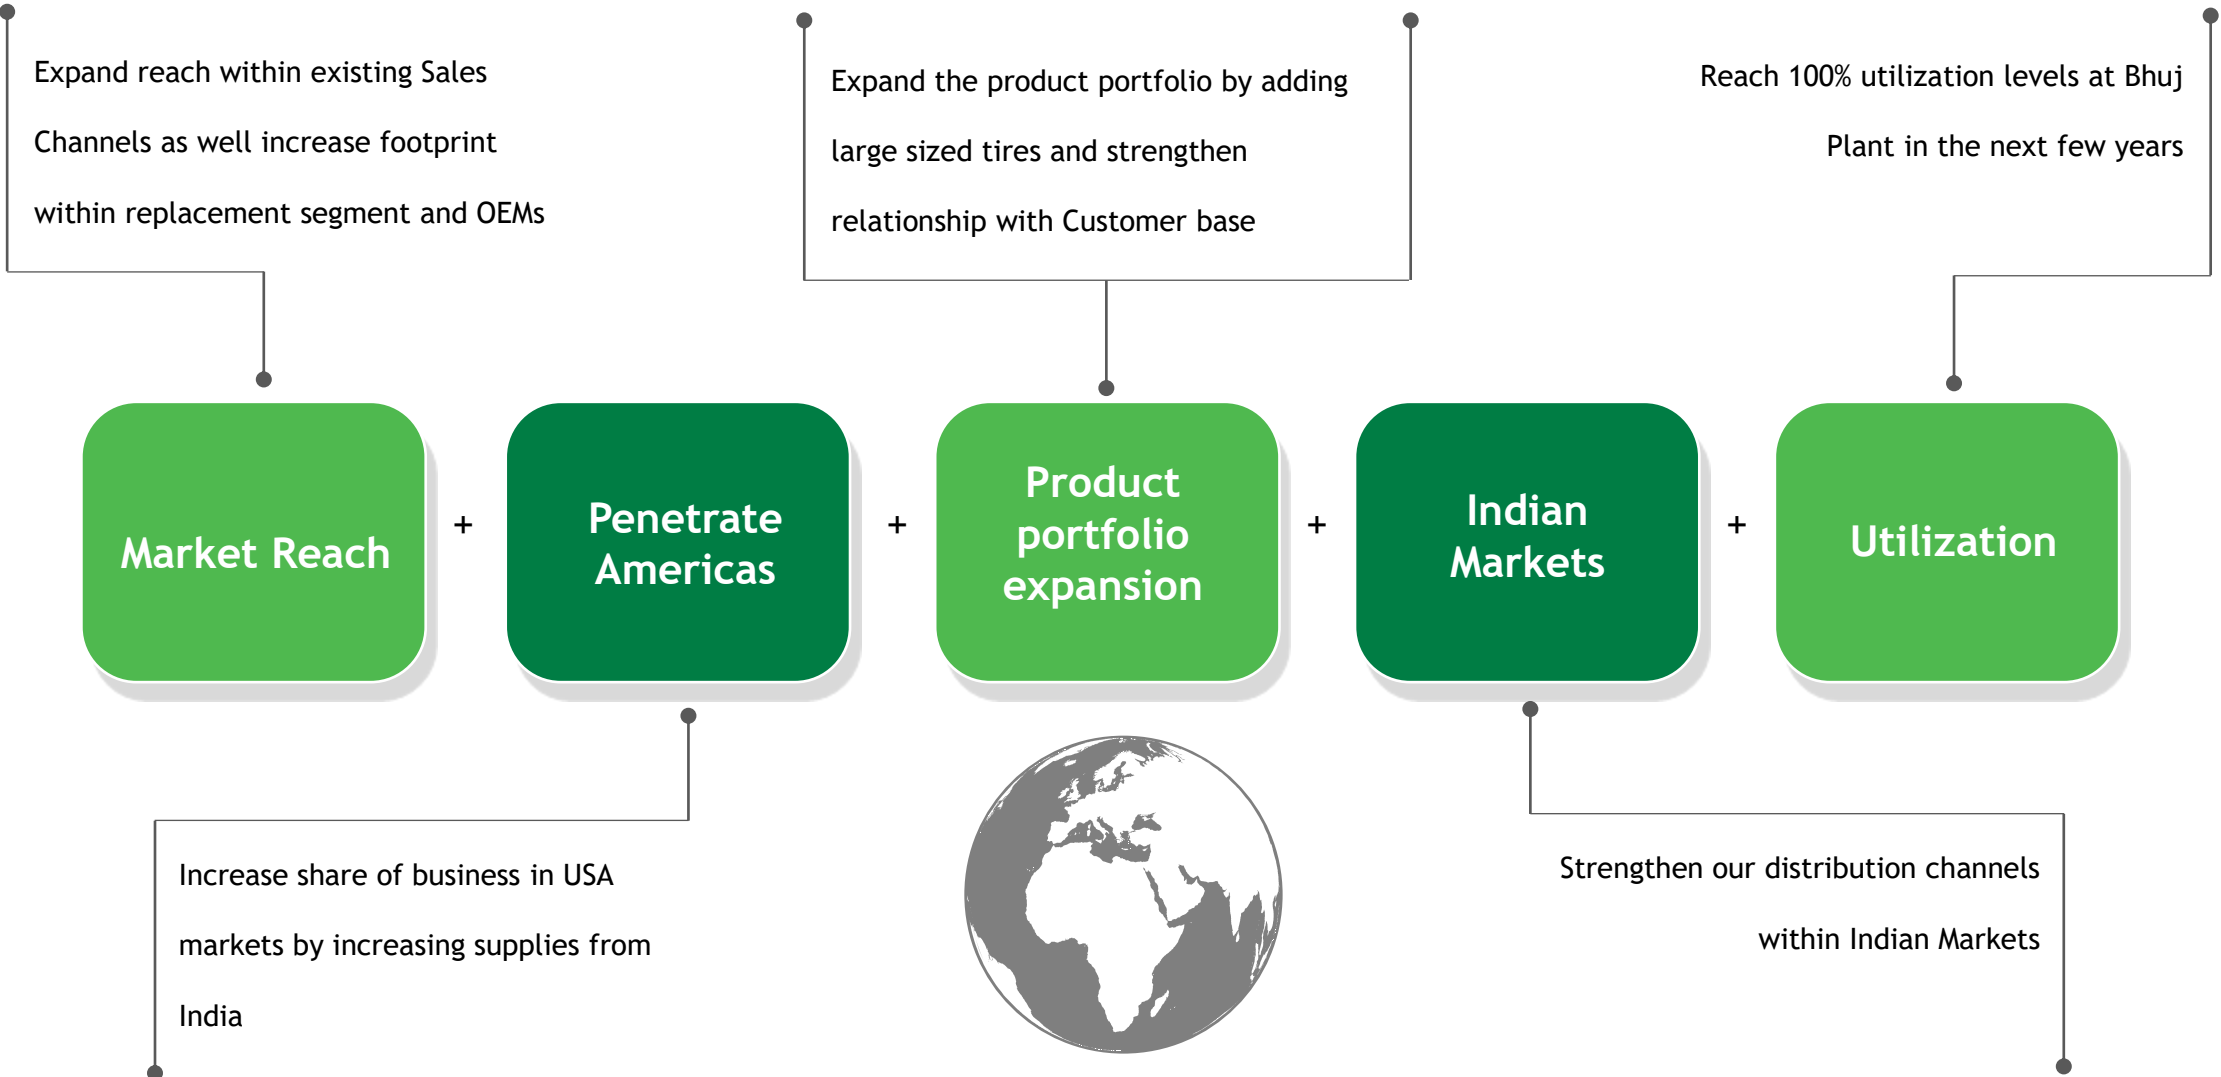 Expand reach within existing Sales
Channels as well increase footprint
within replacement segment and OEMs
Expand the product portfolio by adding
large sized tires and strengthen
relationship with Customer base
Reach 100% utilization levels at Bhuj
Plant in the next few years
Market Reach
+
Penetrate
Americas
+
Product
portfolio
expansion
+
Indian
Markets
+
Utilization
Increase share of business in USA
markets by increasing supplies from
India
Strengthen our distribution channels
within Indian Markets